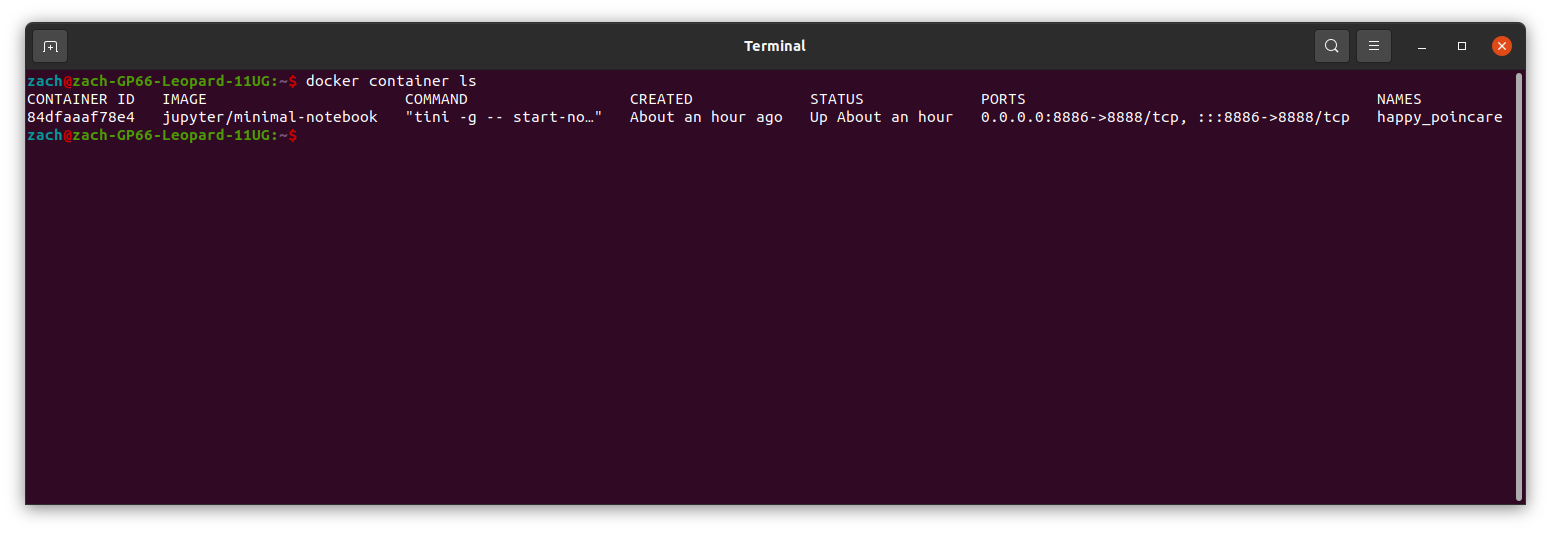 Terminal
zach@zach-GP66-Leopard-11UG:~$ docker container ls
CONTAINER ID   IMAGE                      COMMAND                  CREATED             STATUS             PORTS                                       NAMES
84dfaaaf78e4   jupyter/minimal-notebook   "tini -g -- start-no…"   About an hour ago   Up About an hour   0.0.0.0:8886->8888/tcp, :::8886->8888/tcp   happy_poincare
zach@zach-GP66-Leopard-11UG:~$